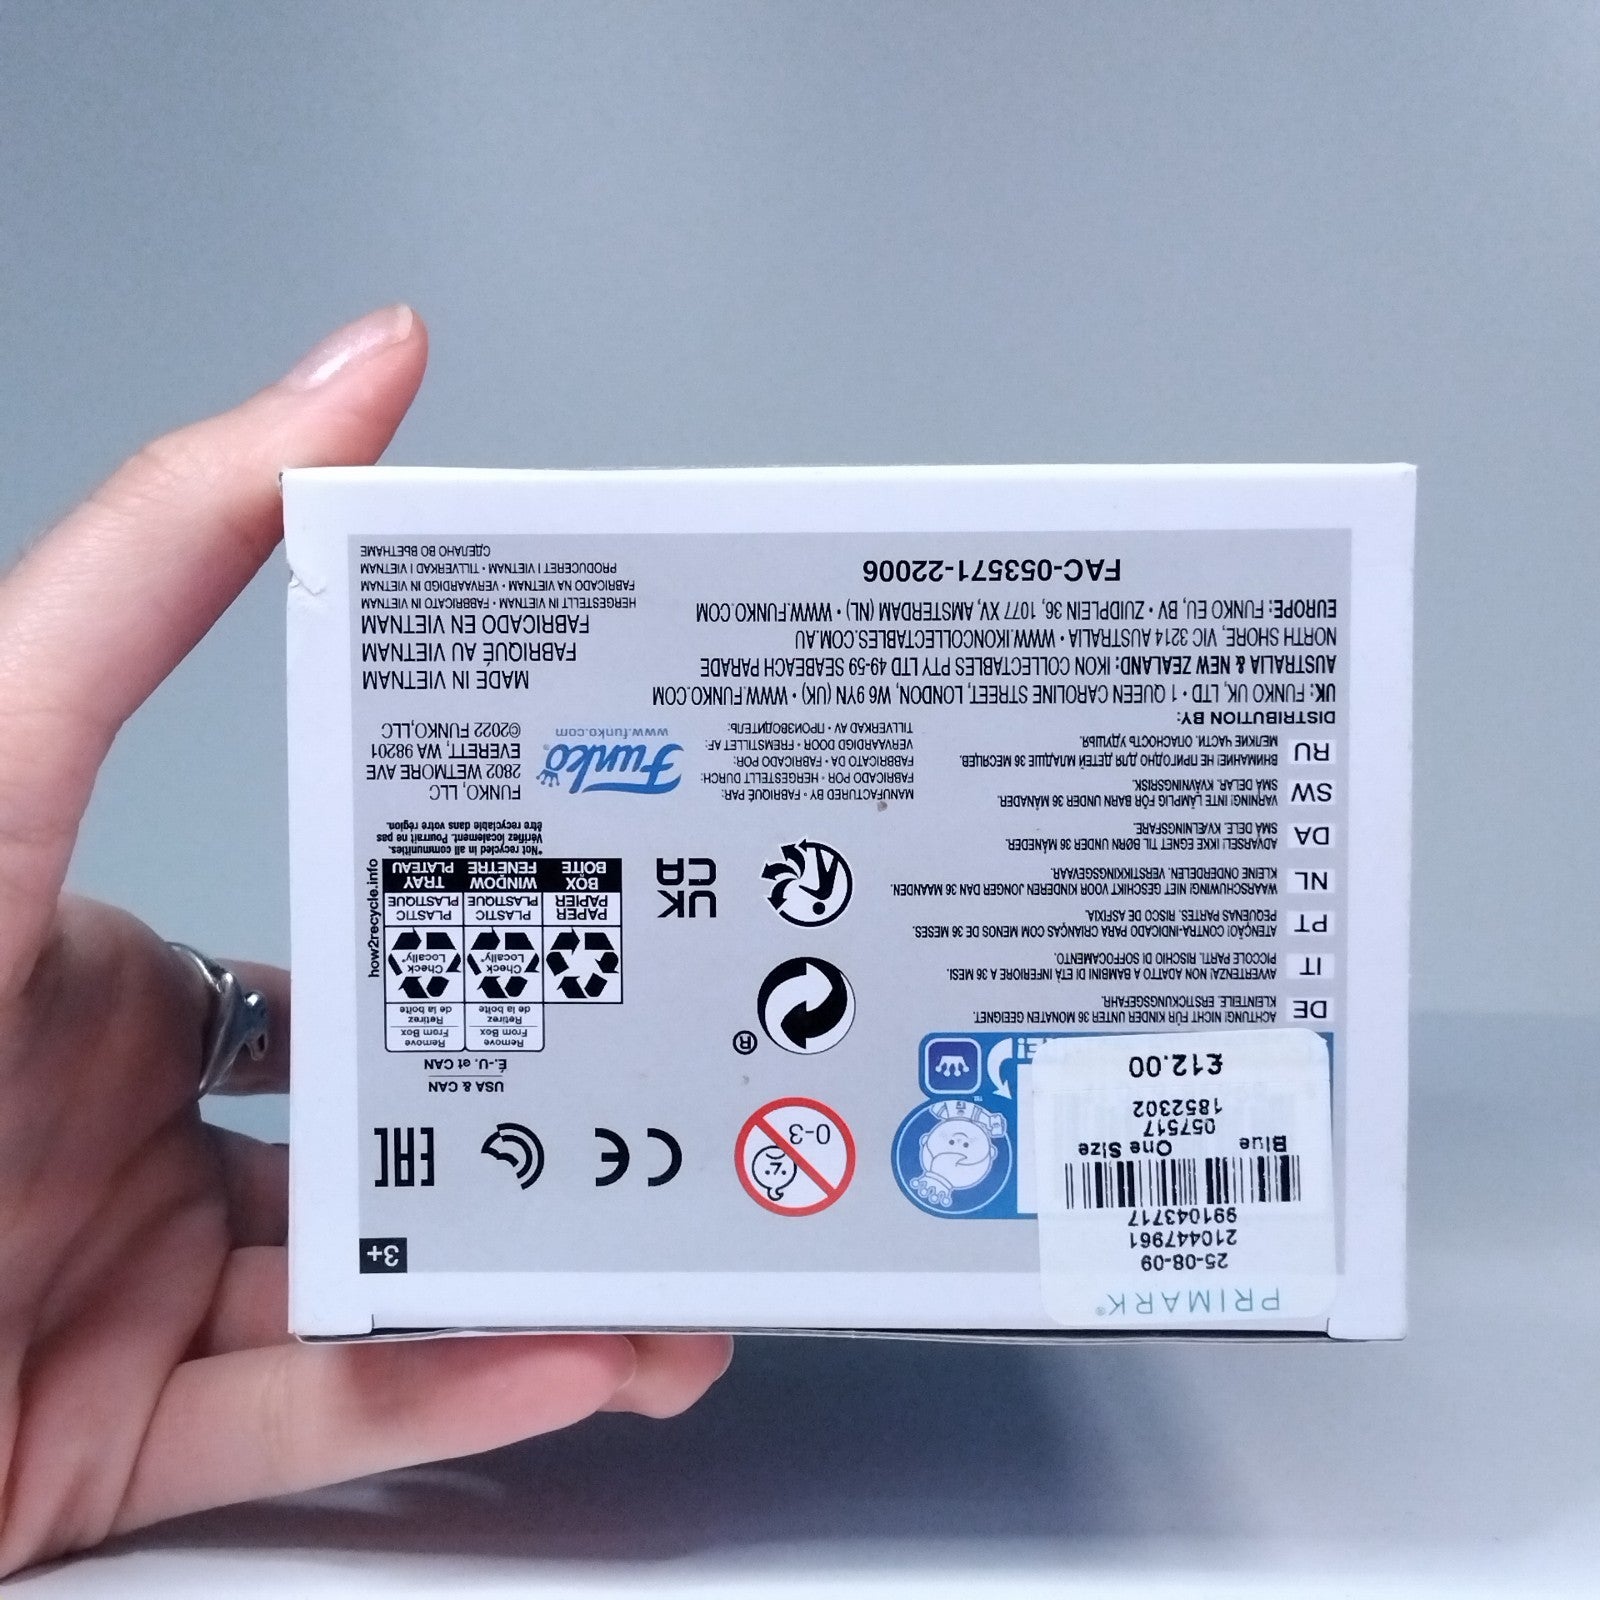 PRIMARK®
25-08-09
210447961
991043717
Blue One Size
057517
1852302
£12.00
3+
0-3
CE
EAC
USA & CAN
É.-U. et CAN
Remove From Box
Retirez de la boîte
Remove From Box
Retirez de la boîte
Check Locally*
Check Locally*
PAPER PAPIER
PLASTIC PLASTIQUE
PLASTIC PLASTIQUE
BOX BOÎTE
WINDOW FENÊTRE
TRAY PLATEAU
how2recycle.info
*Not recycled in all communities.
Vérifiez localement. Pourrait ne pas
être recyclable dans votre région.
®
UK
CA
DE ACHTUNG! NICHT FÜR KINDER UNTER 36 MONATEN GEEIGNET.
KLEINTEILE. ERSTICKUNGSGEFAHR.
IT AVVERTENZA! NON ADATTO A BAMBINI DI ETÀ INFERIORE A 36 MESI.
PICCOLE PARTI. RISCHIO DI SOFFOCAMENTO.
PT ATENÇÃO! CONTRA-INDICADO PARA CRIANÇAS COM MENOS DE 36 MESES.
PEQUENAS PARTES. RISCO DE ASFIXIA.
NL WAARSCHUWING! NIET GESCHIKT VOOR KINDEREN JONGER DAN 36 MAANDEN.
KLEINE ONDERDELEN. VERSTIKKINGSGEVAAR.
DA ADVARSEL! IKKE EGNET TIL BØRN UNDER 36 MÅNEDER.
SMÅ DELE. KVÆLNINGSFARE.
SW VARNING! INTE LÄMPLIG FÖR BARN UNDER 36 MÅNADER.
SMÅ DELAR. KVÄVNINGSRISK.
RU ВНИМАНИЕ! НЕ ПРИГОДНО ДЛЯ ДЕТЕЙ МЛАДШЕ 36 МЕСЯЦЕВ.
МЕЛКИЕ ЧАСТИ. ОПАСНОСТЬ УДУШЬЯ.
MANUFACTURED BY • FABRIQUÉ PAR:
FABRICADO POR • HERGESTELLT DURCH:
FABBRICATO DA • FABRICADO POR:
VERVAARDIGD DOOR • FREMSTILLET AF:
TILLVERKAD AV • ПРОИЗВОДИТЕЛЬ:
Funko®
www.funko.com
FUNKO, LLC
2802 WETMORE AVE
EVERETT, WA 98201
©2022 FUNKO,LLC
DISTRIBUTION BY:
UK: FUNKO UK, LTD • 1 QUEEN CAROLINE STREET, LONDON, W6 9YN (UK) • WWW.FUNKO.COM
AUSTRALIA & NEW ZEALAND: IKON COLLECTABLES PTY LTD 49-59 SEABEACH PARADE
NORTH SHORE, VIC 3214 AUSTRALIA • WWW.IKONCOLLECTABLES.COM.AU
EUROPE: FUNKO EU, BV • ZUIDPLEIN 36, 1077 XV, AMSTERDAM (NL) • WWW.FUNKO.COM
FAC-053571-22006
MADE IN VIETNAM
FABRIQUÉ AU VIETNAM
FABRICADO EN VIETNAM
HERGESTELLT IN VIETNAM • FABBRICATO IN VIETNAM
FABRICADO NA VIETNAM • VERVAARDIGD IN VIETNAM
PRODUCERET I VIETNAM • TILLVERKAD I VIETNAM
СДЕЛАНО ВО ВЬЕТНАМЕ